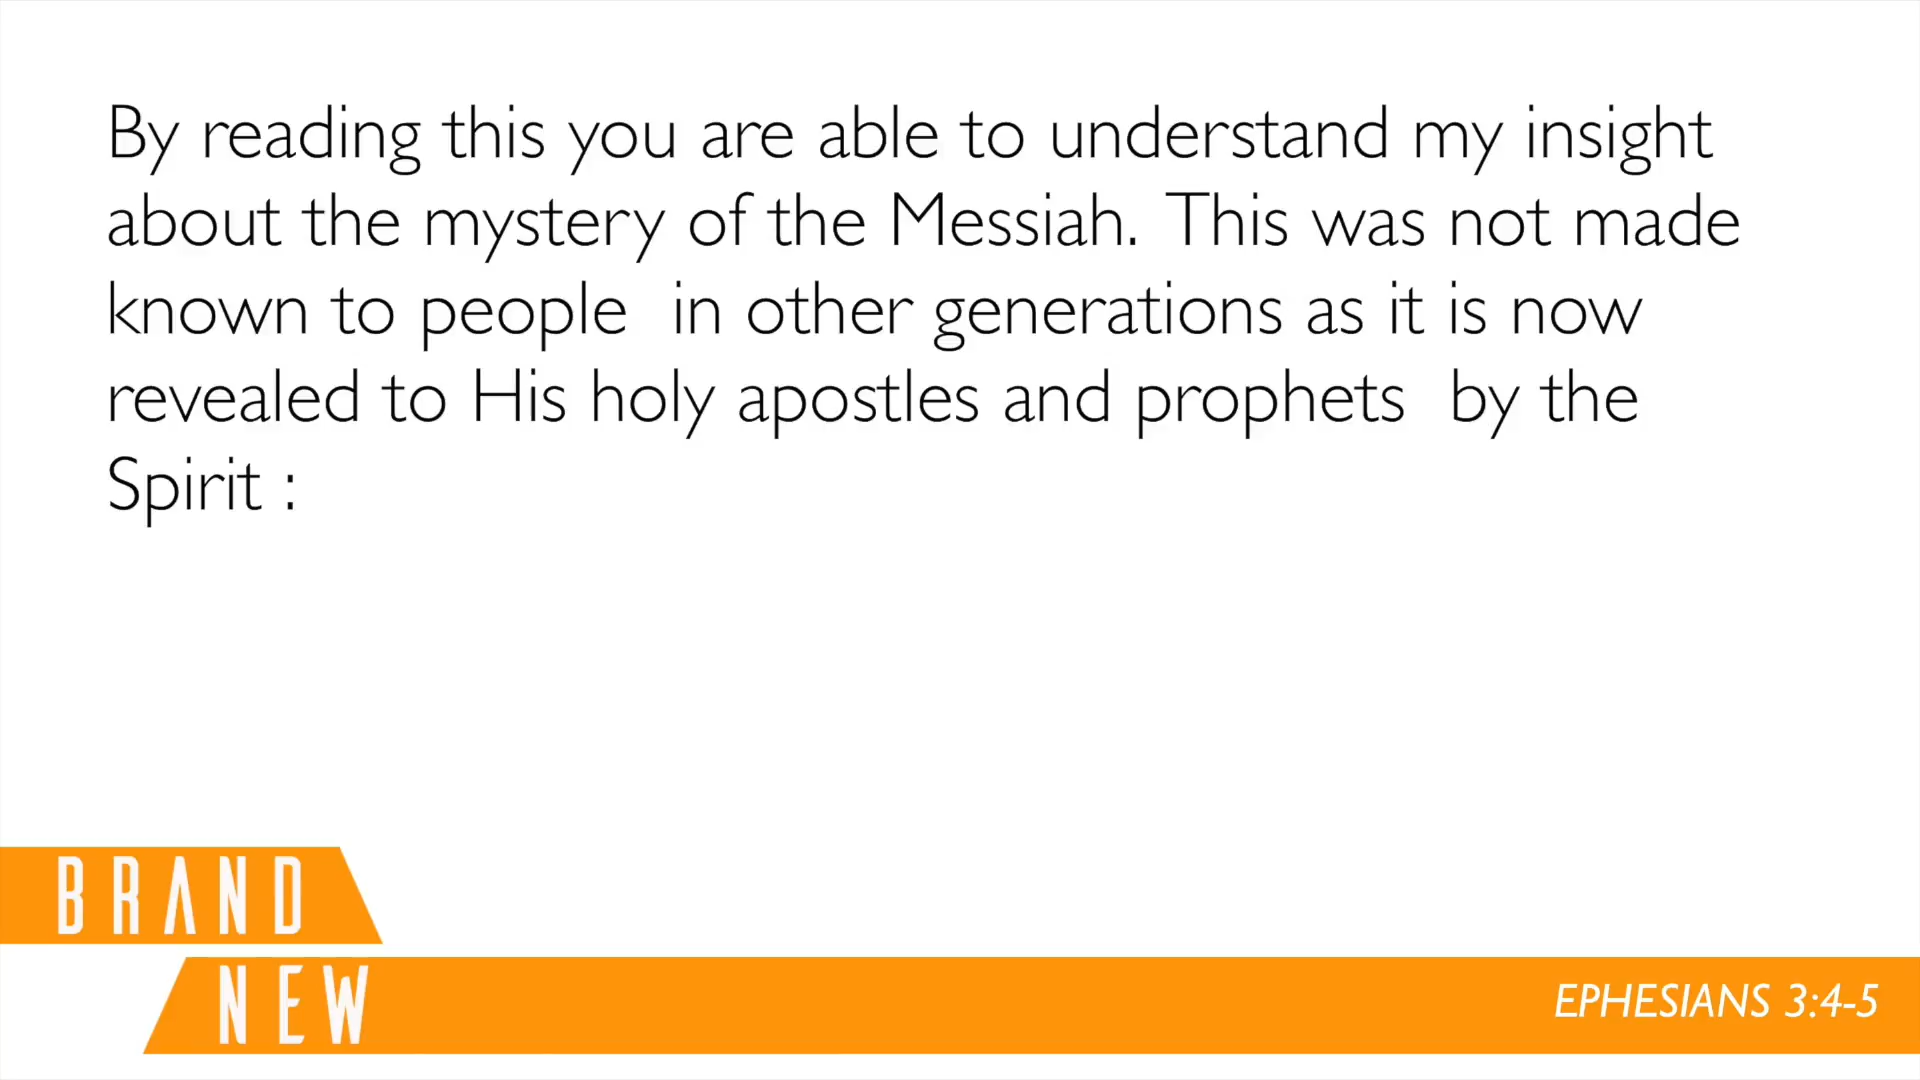 By reading this you are able to understand my insight
about the mystery of the Messiah. This was not made
known to people  in other generations as it is now
revealed to His holy apostles and prophets  by the
Spirit :
BRAND
NEW
EPHESIANS 3:4-5